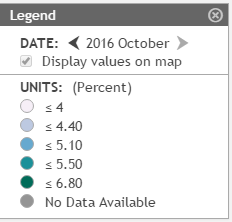 Legend
DATE: 2016 October
Display values on map
UNITS: (Percent)
≤ 4
≤ 4.40
≤ 5.10
≤ 5.50
≤ 6.80
No Data Available